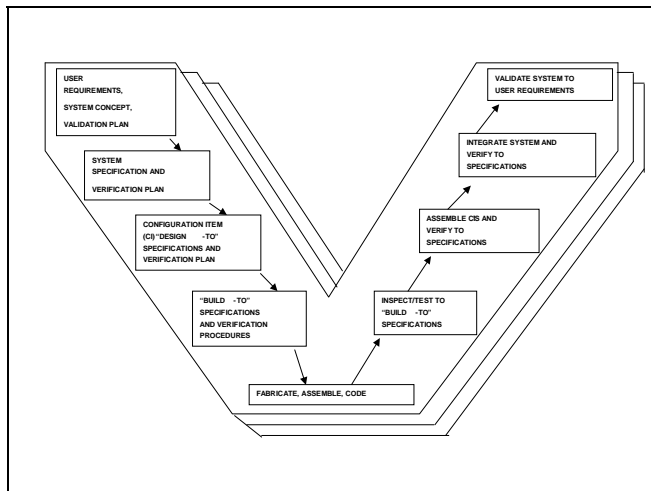 USER
REQUIREMENTS,
SYSTEM CONCEPT,
VALIDATION PLAN
SYSTEM
SPECIFICATION AND
VERIFICATION PLAN
CONFIGURATION ITEM
(CI) "DESIGN -TO"
SPECIFICATIONS AND
VERIFICATION PLAN
"BUILD -TO"
SPECIFICATIONS
AND VERIFICATION
PROCEDURES
FABRICATE, ASSEMBLE, CODE
INSPECT/TEST TO
"BUILD -TO"
SPECIFICATIONS
ASSEMBLE CIS AND
VERIFY TO
SPECIFICATIONS
INTEGRATE SYSTEM AND
VERIFY TO
SPECIFICATIONS
VALIDATE SYSTEM TO
USER REQUIREMENTS